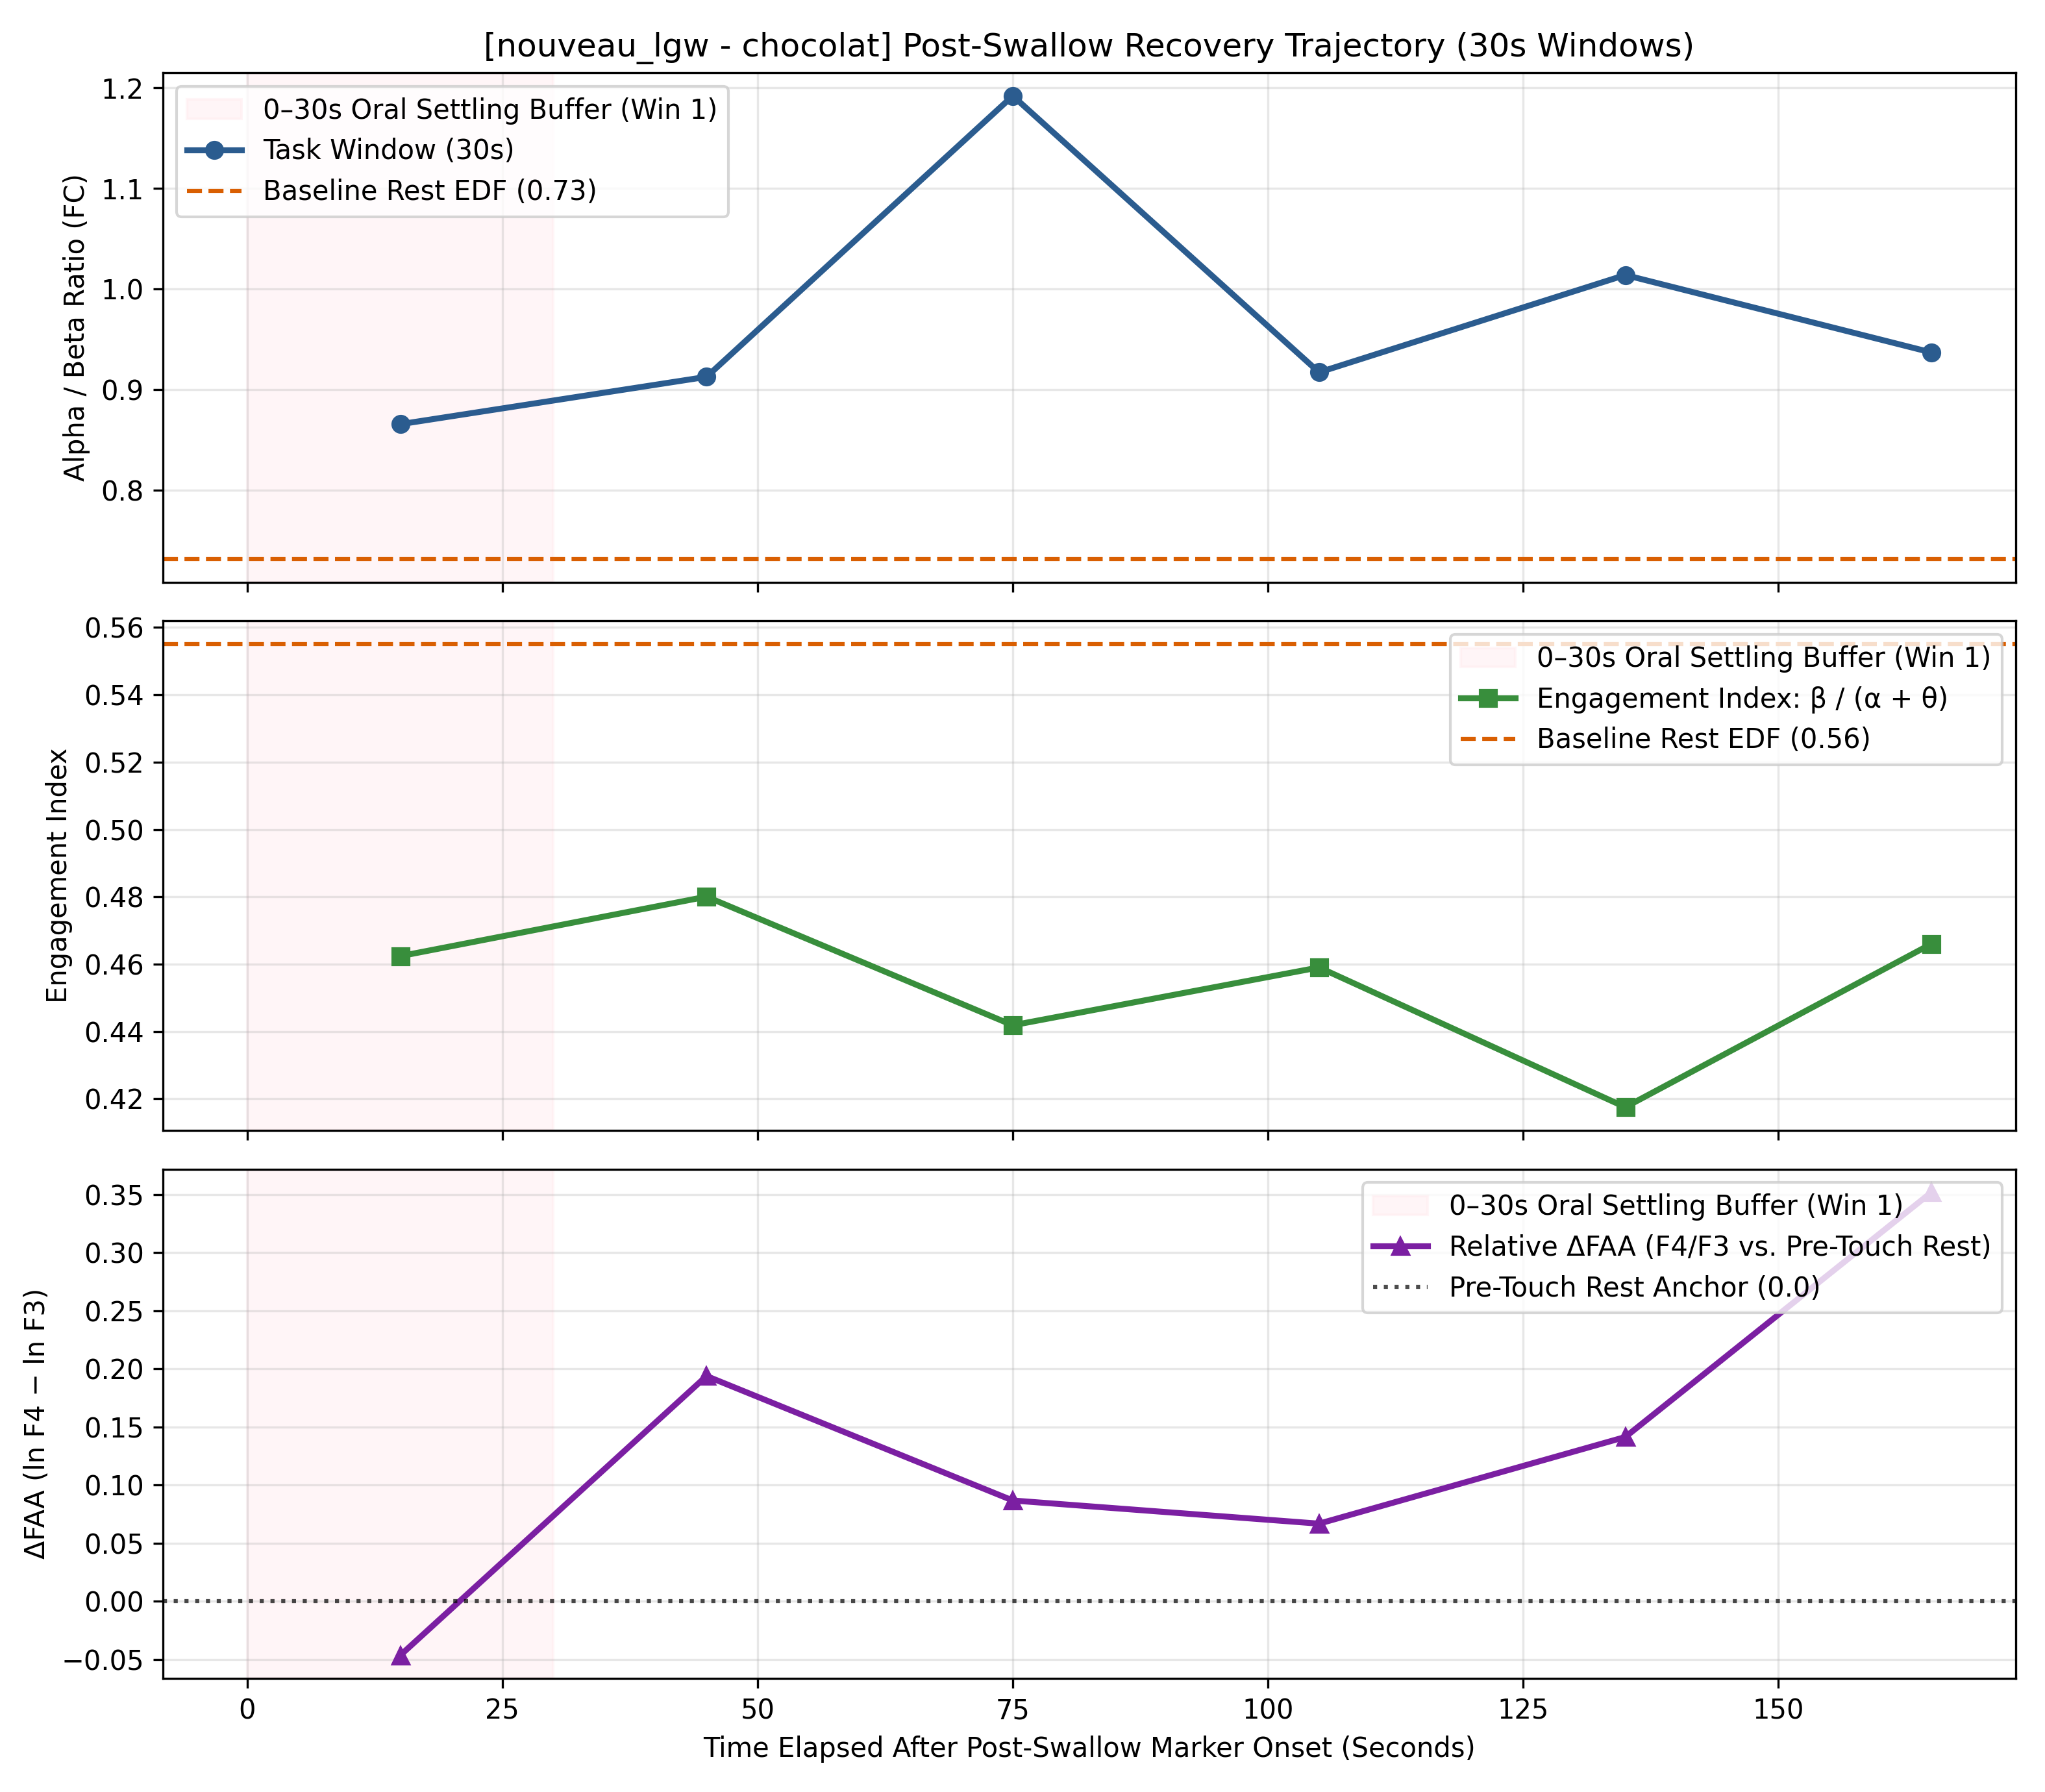 [nouveau_lgw - chocolat] Post-Swallow Recovery Trajectory (30s Windows)
Alpha / Beta Ratio (FC)
1.2
1.1
1.0
0.9
0.8
0–30s Oral Settling Buffer (Win 1)
Task Window (30s)
Baseline Rest EDF (0.73)
Engagement Index
0.56
0.54
0.52
0.50
0.48
0.46
0.44
0.42
0–30s Oral Settling Buffer (Win 1)
Engagement Index: β / (α + θ)
Baseline Rest EDF (0.56)
ΔFAA (ln F4 − ln F3)
0.35
0.30
0.25
0.20
0.15
0.10
0.05
0.00
−0.05
0–30s Oral Settling Buffer (Win 1)
Relative ΔFAA (F4/F3 vs. Pre-Touch Rest)
Pre-Touch Rest Anchor (0.0)
0 25 50 75 100 125 150
Time Elapsed After Post-Swallow Marker Onset (Seconds)